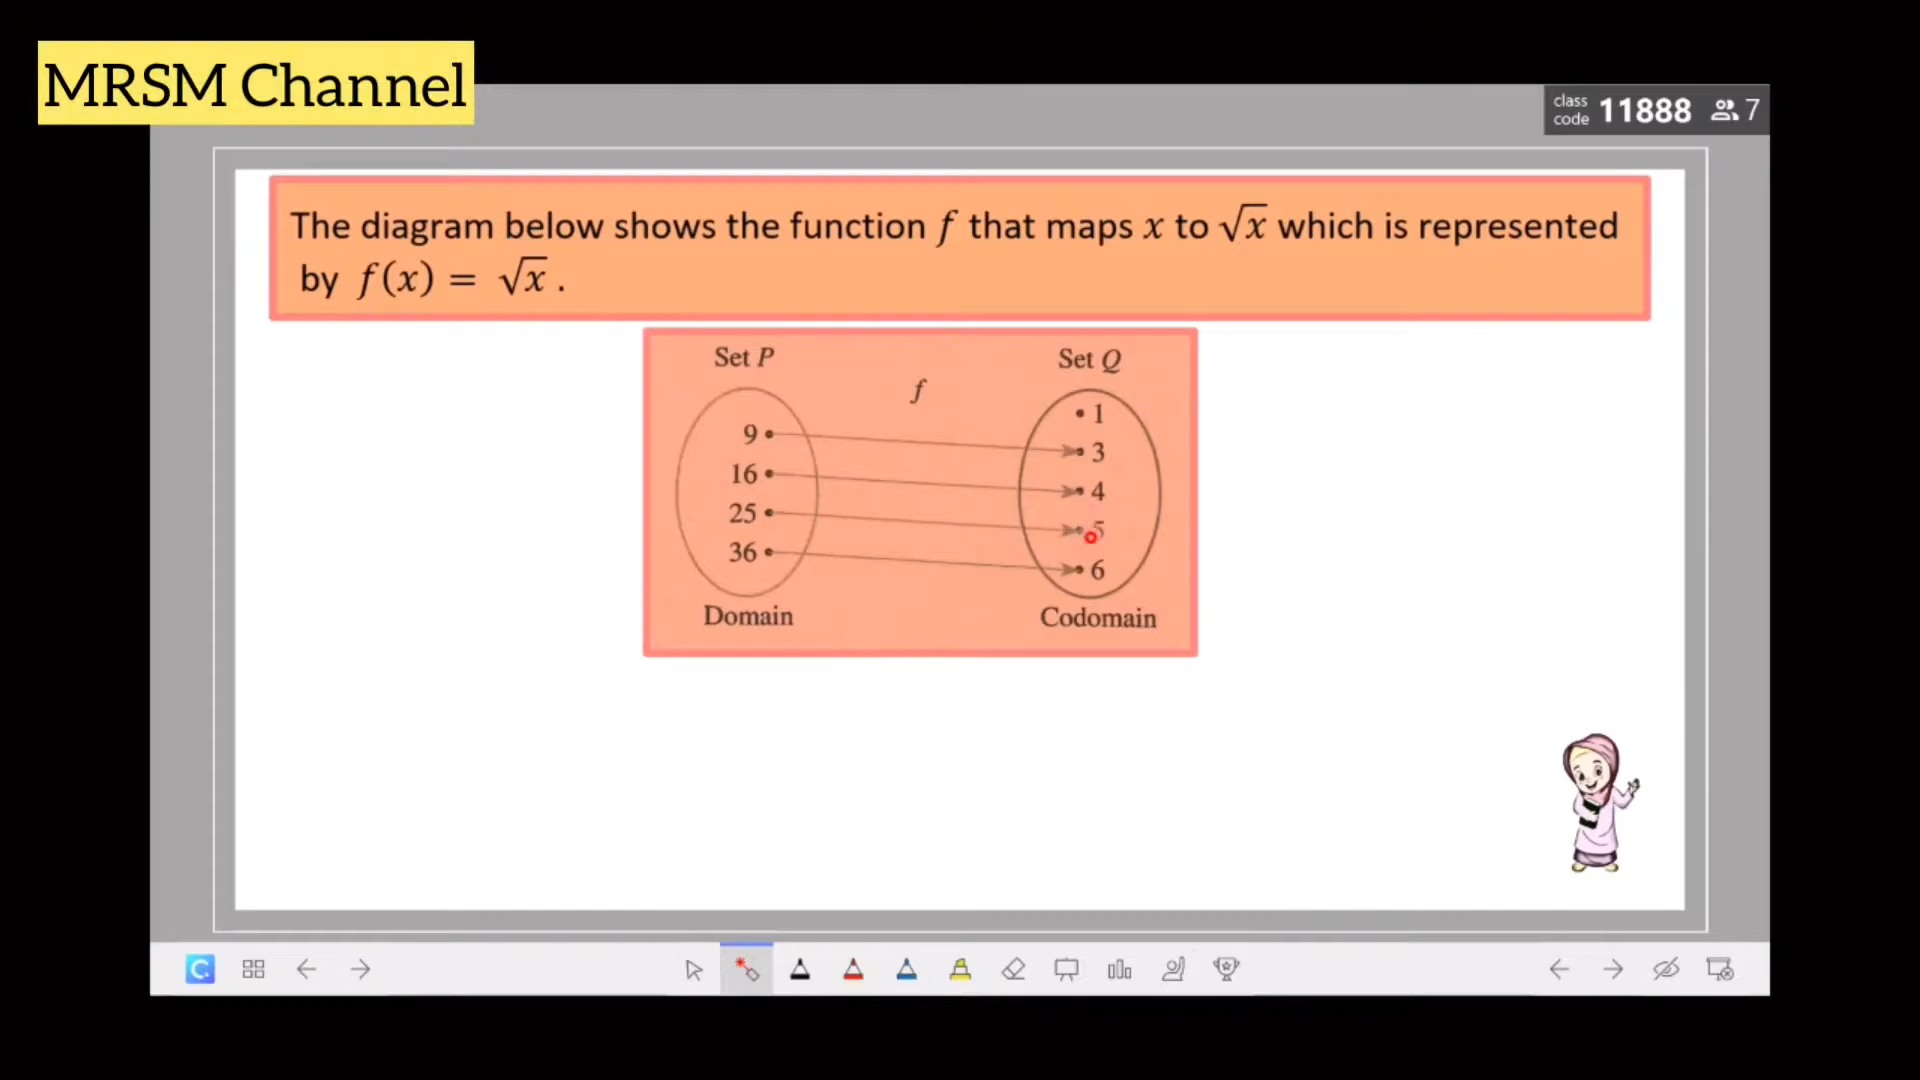 MRSM Channel
class code 11888 7
The diagram below shows the function f that maps x to √x which is represented
by f(x) = √x .
Set P
Set Q
f
1
9
3
16
4
25
5
36
6
Domain
Codomain